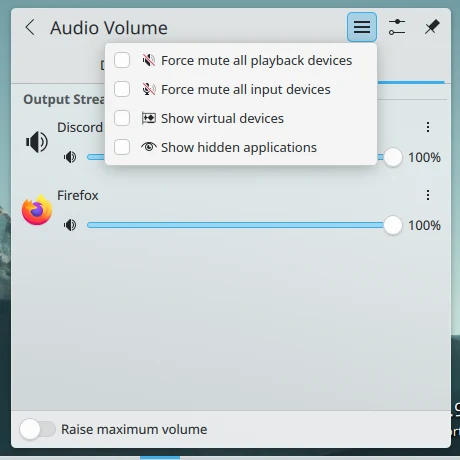 Audio Volume
Force mute all playback devices
Force mute all input devices
Show virtual devices
Show hidden applications
Output
Discord
100%
Firefox
100%
Raise maximum volume